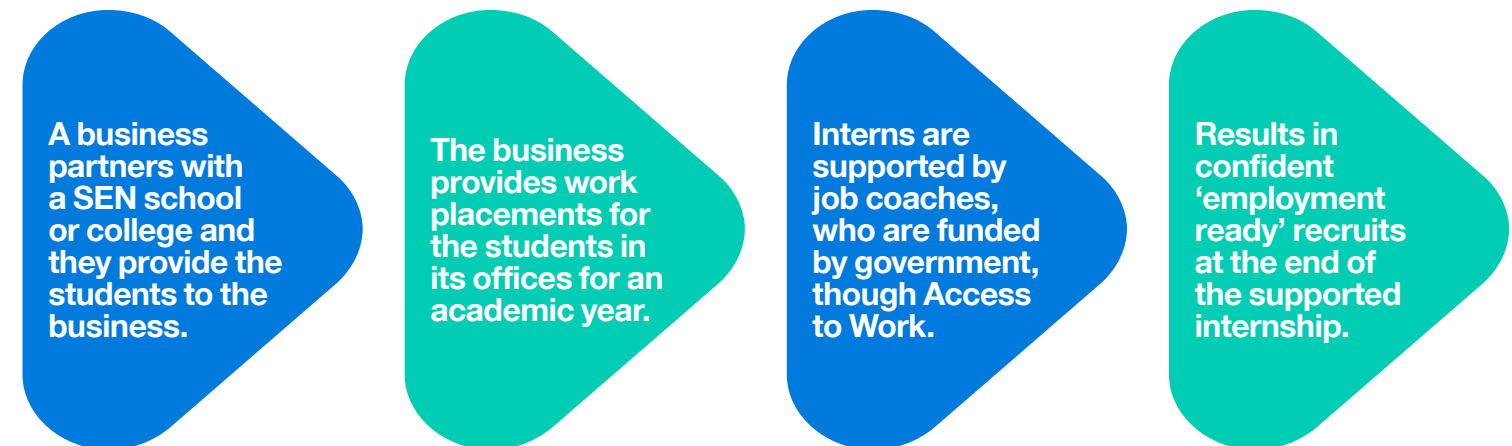 A business
partners with
a SEN school
or college and
they provide the
students to the
business.
The business
provides work
placements for
the students in
its offices for an
academic year.
Interns are
supported by
job coaches,
who are funded
by government,
though Access
to Work.
Results in
confident
‘employment
ready’ recruits
at the end of
the supported
internship.